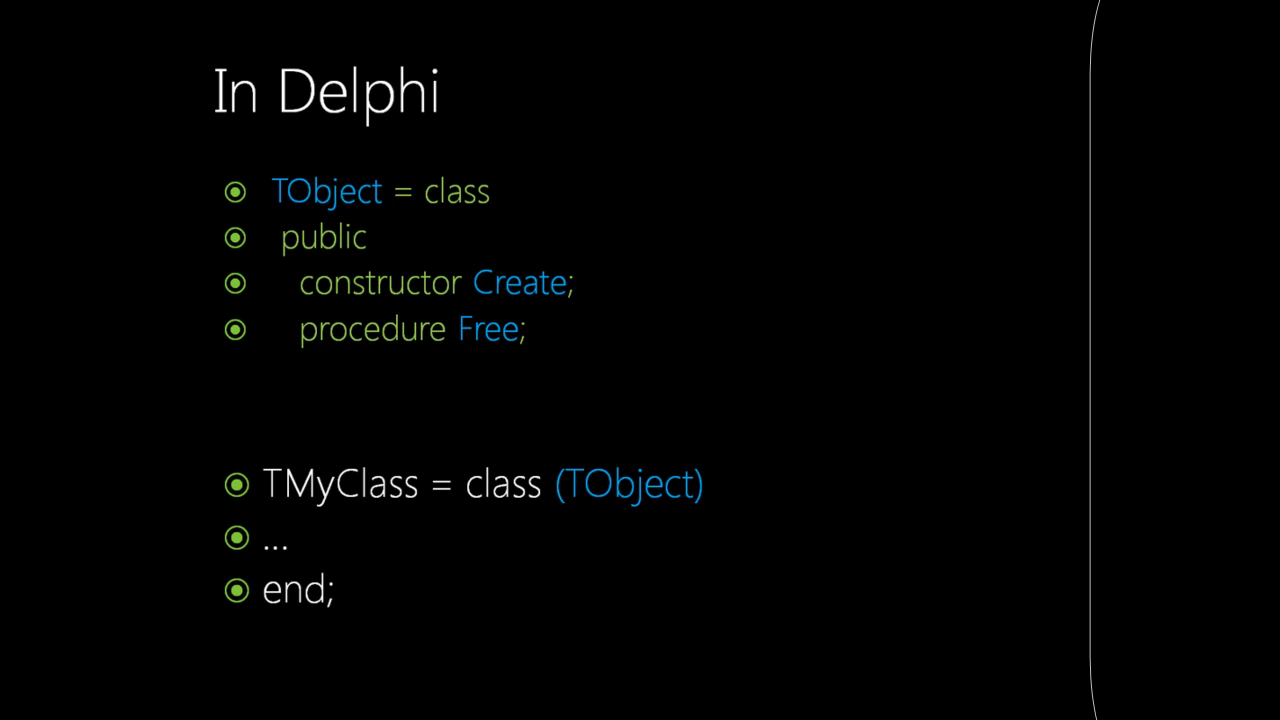 In Delphi
TObject = class
public
constructor Create;
procedure Free;
TMyClass = class (TObject)
...
end;